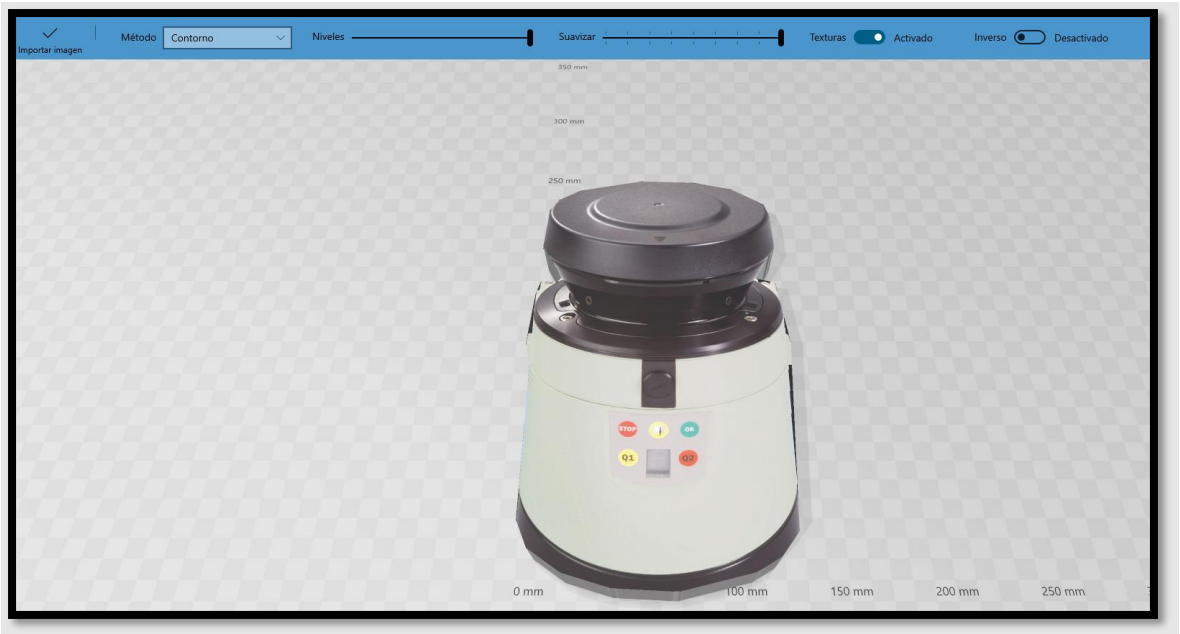 Importar imagen
Método
Contorno
Niveles
Suavizar
Texturas
Activado
Inverso
Desactivado
350 mm
300 mm
250 mm
STOP
OK
Q1
Q2
0 mm
100 mm
150 mm
200 mm
250 mm